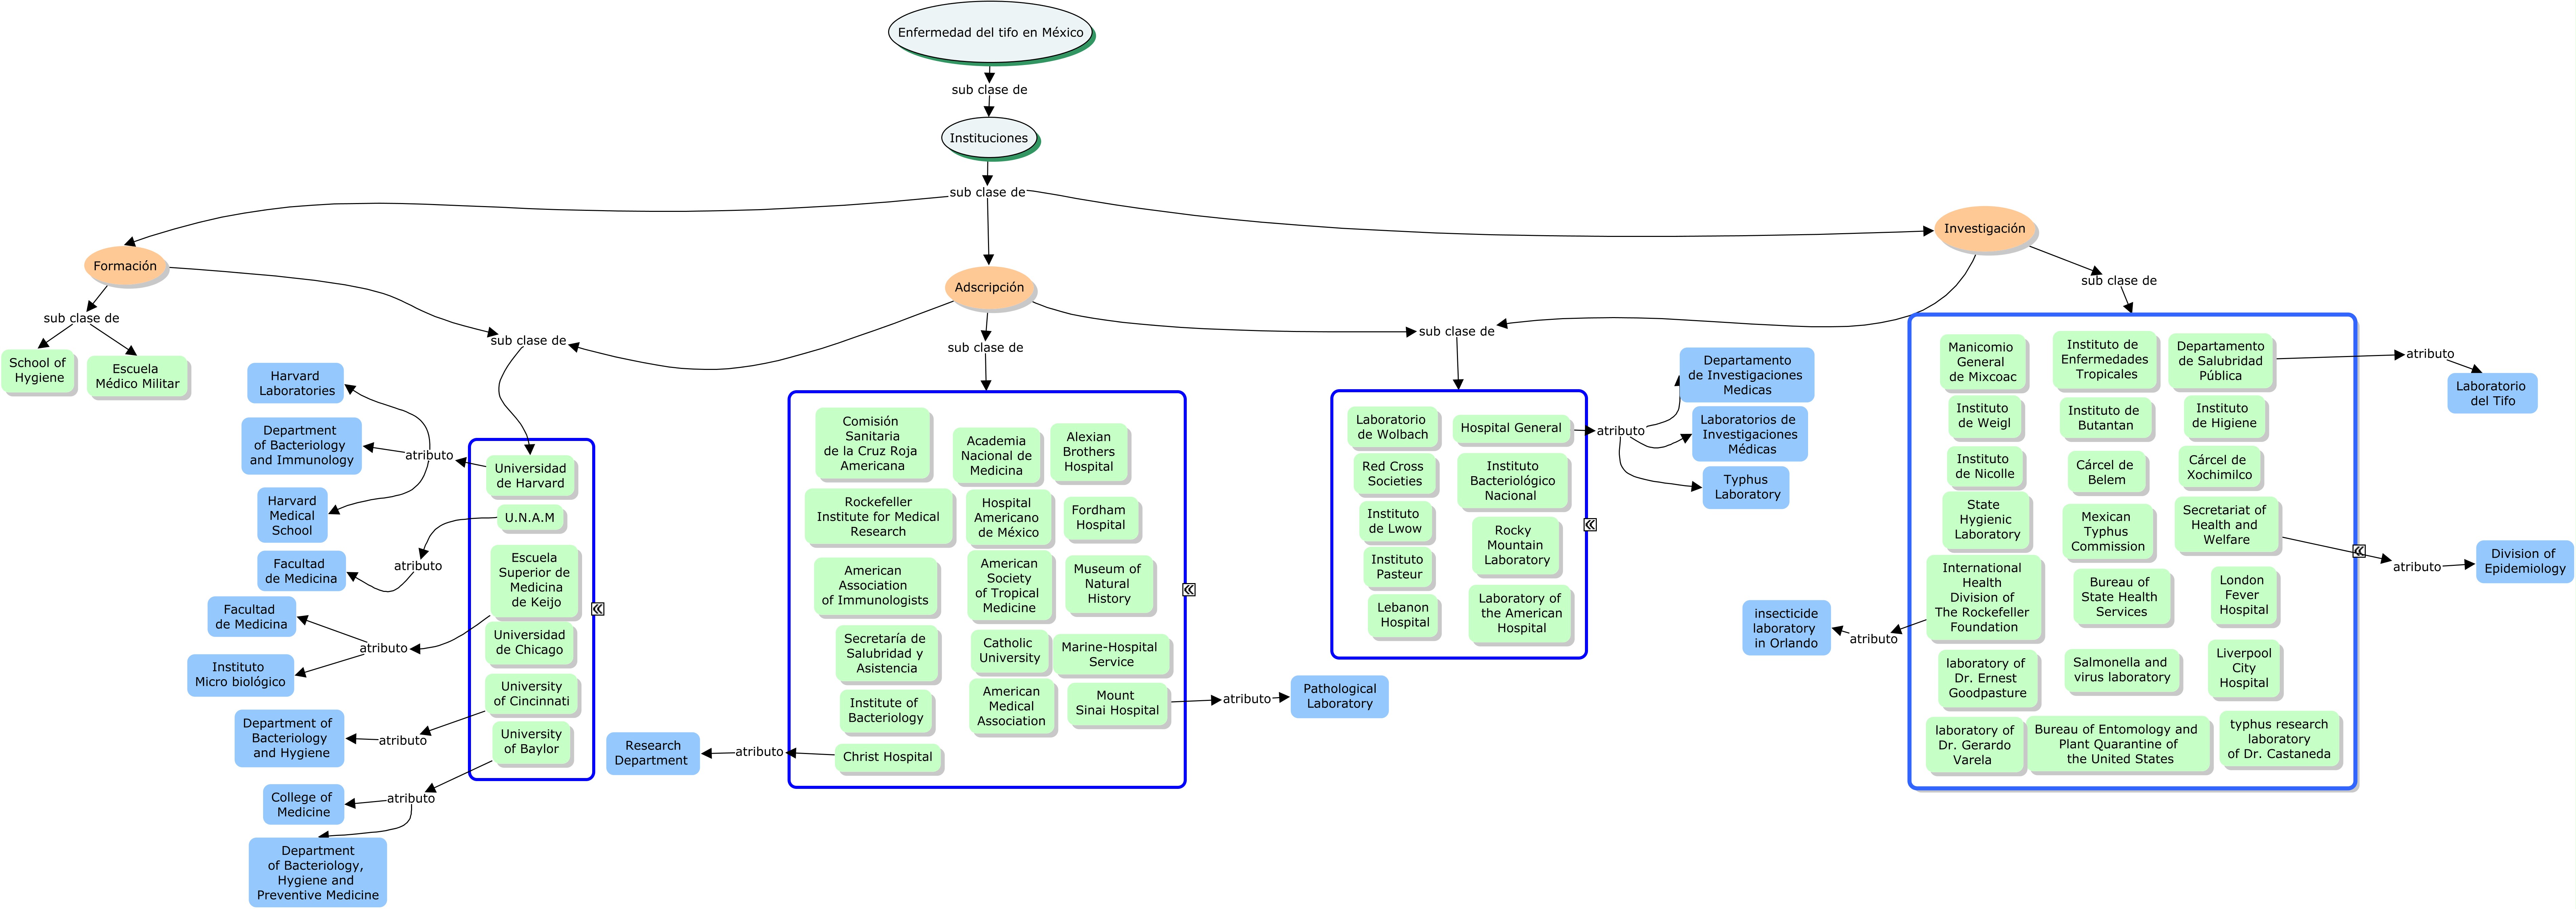 Enfermedad del tifo en México
sub clase de
Instituciones
sub clase de
Formación
sub clase de
School of
Hygiene
Escuela
Médico Militar
Adscripción
sub clase de
Investigación
sub clase de
sub clase de
sub clase de
Universidad
de Harvard
atributo
Harvard
Laboratories
Department
of Bacteriology
and Immunology
Harvard
Medical
School
U.N.A.M
atributo
Facultad
de Medicina
Escuela
Superior de
Medicina
de Keijo
atributo
Facultad
de Medicina
Instituto
Micro biológico
Universidad
de Chicago
University
of Cincinnati
atributo
Department of
Bacteriology
and Hygiene
University
of Baylor
atributo
College of
Medicine
Department
of Bacteriology,
Hygiene and
Preventive Medicine
Comisión
Sanitaria
de la Cruz Roja
Americana
Academia
Nacional de
Medicina
Alexian
Brothers
Hospital
Rockefeller
Institute for Medical
Research
Hospital
Americano
de México
Fordham
Hospital
American
Association
of Immunologists
American
Society
of Tropical
Medicine
Museum of
Natural
History
Secretaría de
Salubridad y
Asistencia
Catholic
University
Marine-Hospital
Service
Institute of
Bacteriology
American
Medical
Association
Mount
Sinai Hospital
atributo
Pathological
Laboratory
Christ Hospital
atributo
Research
Department
Laboratorio
de Wolbach
Hospital General
atributo
Departamento
de Investigaciones
Medicas
Laboratorios de
Investigaciones
Médicas
Typhus
Laboratory
Red Cross
Societies
Instituto
Bacteriológico
Nacional
Instituto
de Lwow
Rocky
Mountain
Laboratory
Instituto
Pasteur
Lebanon
Hospital
Laboratory of
the American
Hospital
Manicomio
General
de Mixcoac
Instituto de
Enfermedades
Tropicales
Departamento
de Salubridad
Pública
atributo
Laboratorio
del Tifo
Instituto
de Weigl
Instituto de
Butantan
Instituto
de Higiene
Instituto
de Nicolle
Cárcel de
Belem
Cárcel de
Xochimilco
State
Hygienic
Laboratory
Mexican
Typhus
Commission
Secretariat of
Health and
Welfare
atributo
Division of
Epidemiology
International
Health
Division of
The Rockefeller
Foundation
atributo
insecticide
laboratory
in Orlando
Bureau of
State Health
Services
London
Fever
Hospital
laboratory of
Dr. Ernest
Goodpasture
Salmonella and
virus laboratory
Liverpool
City
Hospital
laboratory of
Dr. Gerardo
Varela
Bureau of Entomology and
Plant Quarantine of
the United States
typhus research
laboratory
of Dr. Castaneda